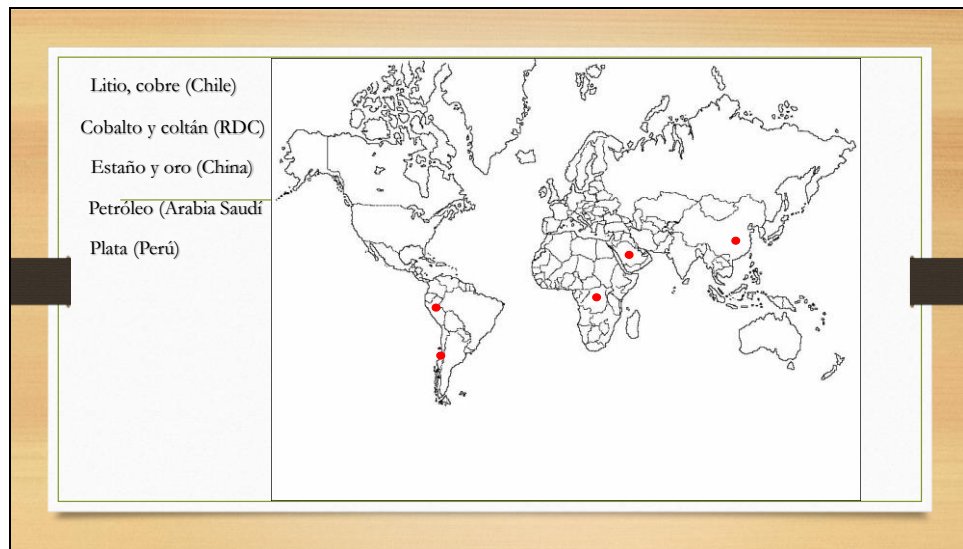 Litio, cobre (Chile)
Cobalto y coltán (RDC)
Estaño y oro (China)
Petróleo (Arabia Saudí
Plata (Perú)